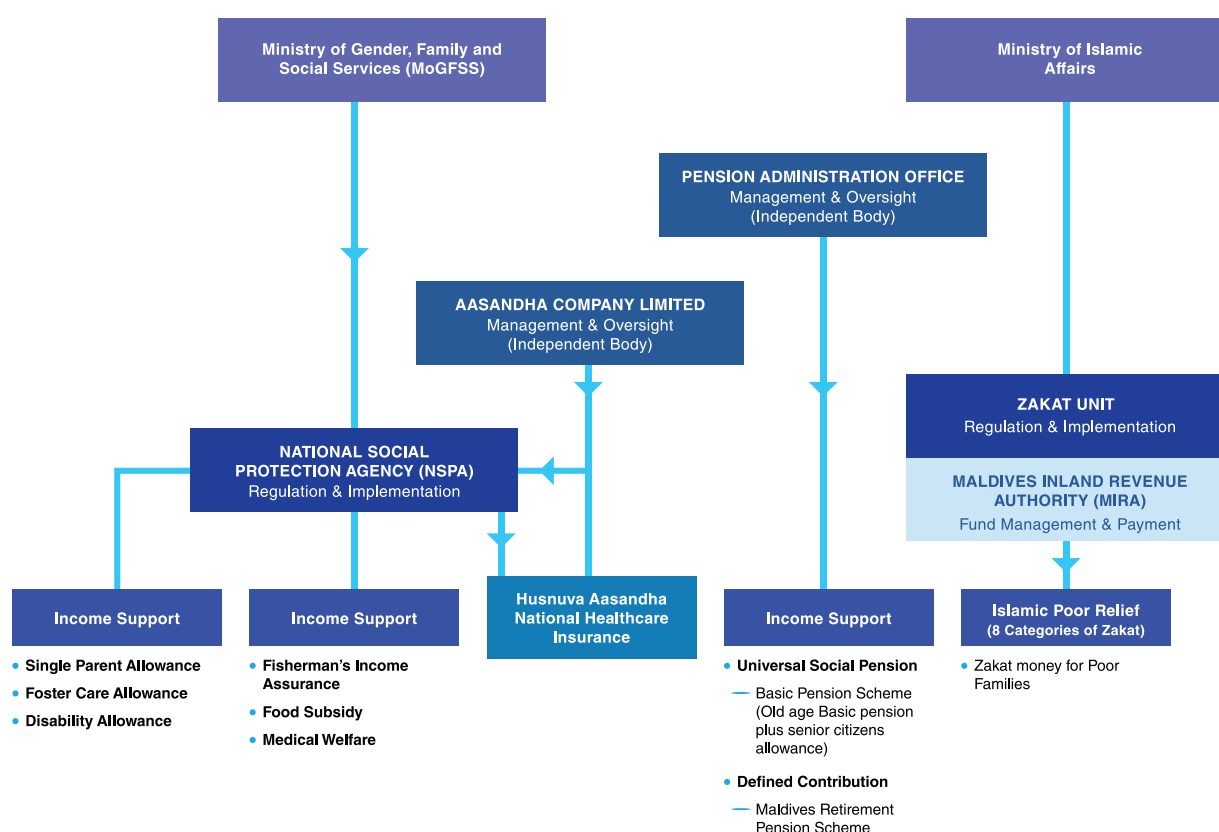 Ministry of Gender, Family and
Social Services (MoGFSS)
Ministry of Islamic
Affairs
PENSION ADMINISTRATION OFFICE
Management & Oversight
(Independent Body)
AASANDHA COMPANY LIMITED
Management & Oversight
(Independent Body)
ZAKAT UNIT
Regulation & Implementation
MALDIVES INLAND REVENUE
AUTHORITY (MIRA)
Fund Management & Payment
NATIONAL SOCIAL
PROTECTION AGENCY (NSPA)
Regulation & Implementation
Income Support
• Single Parent Allowance
• Foster Care Allowance
• Disability Allowance
Income Support
• Fisherman's Income
Assurance
• Food Subsidy
• Medical Welfare
Husnuva Aasandha
National Healthcare
Insurance
Income Support
• Universal Social Pension
— Basic Pension Scheme
(Old age Basic pension
plus senior citizens
allowance)
• Defined Contribution
— Maldives Retirement
Pension Scheme
Islamic Poor Relief
(8 Categories of Zakat)
• Zakat money for Poor
Families